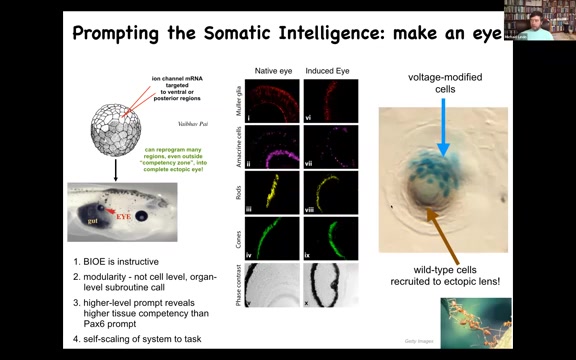 Prompting the Somatic Intelligence: make an eye
ion channel mRNA
targeted
to ventral or
posterior regions
Vaibhav Pai
can reprogram many
regions, even outside
"competency zone", into
complete ectopic eye!
gut
EYE
1. BIOE is instructive
2. modularity - not cell level, organ-
level subroutine call
3. higher-level prompt reveals
higher tissue competency than
Pax6 prompt
4. self-scaling of system to task
Native eye
Induced Eye
Muller glia
i
vi
Amacrine cells
ii
vii
Rods
iii
viii
Cones
iv
ix
Phase contrast
v
x
voltage-modified
cells
wild-type cells
recruited to ectopic lens!
Getty Images